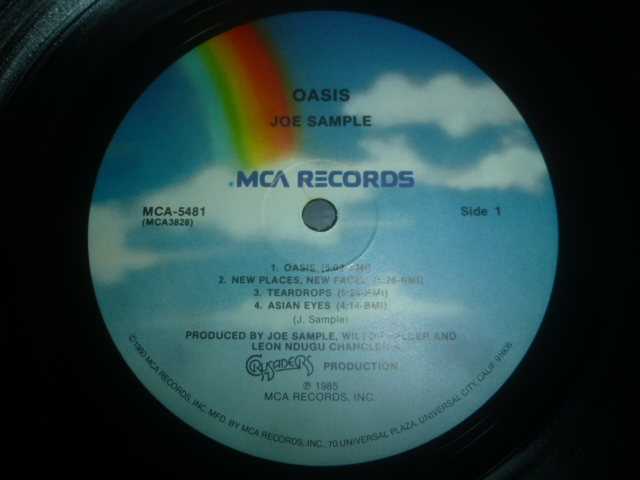 OASIS
JOE SAMPLE
MCA RECORDS
MCA-5481
(MCA3828)
Side 1
1. OASIS
2. NEW PLACES, NEW
3. TEARDROPS
4. ASIAN EYES (4:14-BMI)
(J. Sample)
PRODUCED BY JOE SAMPLE, AND
LEON NDUGU CHANCLER
CRUSADERS PRODUCTION
℗ 1985
MCA RECORDS, INC.
©1980 MCA RECORDS, INC. MFD. BY MCA RECORDS, INC. 70 UNIVERSAL PLAZA, UNIVERSAL CITY, CALIF. 91608